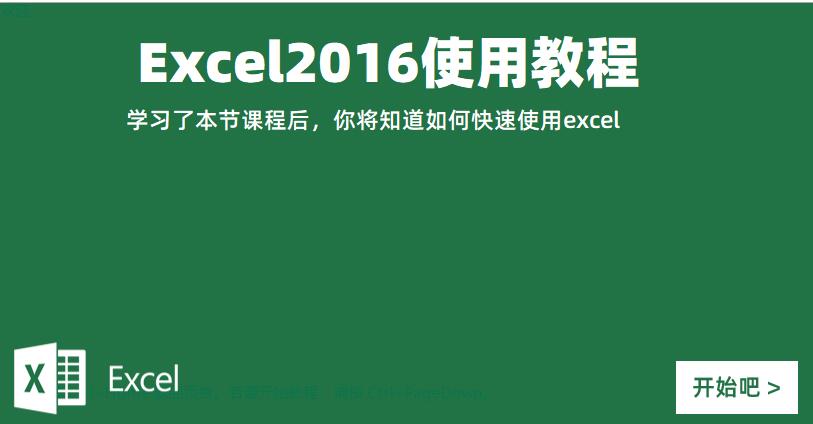 Excel2016使用教程
学习了本节课程后，你将知道如何快速使用excel
Excel
若要开始教程，请按 Ctrl+PageDown。
开始吧 >